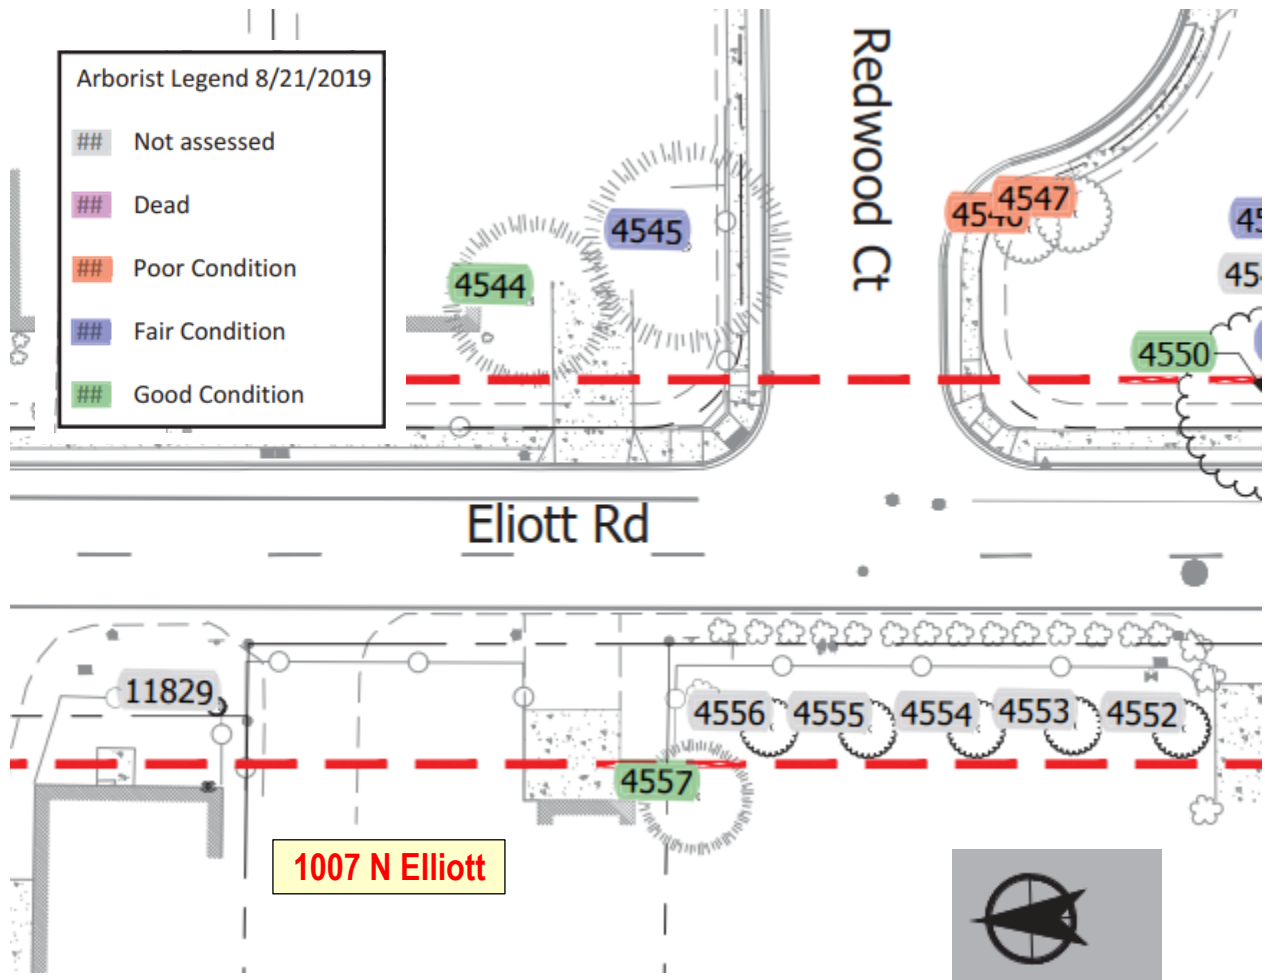 Arborist Legend 8/21/2019
## Not assessed
## Dead
## Poor Condition
## Fair Condition
## Good Condition
Redwood Ct
4545
4544
4547
4550
Eliott Rd
11829
4556
4555
4554
4553
4552
4557
1007 N Elliott